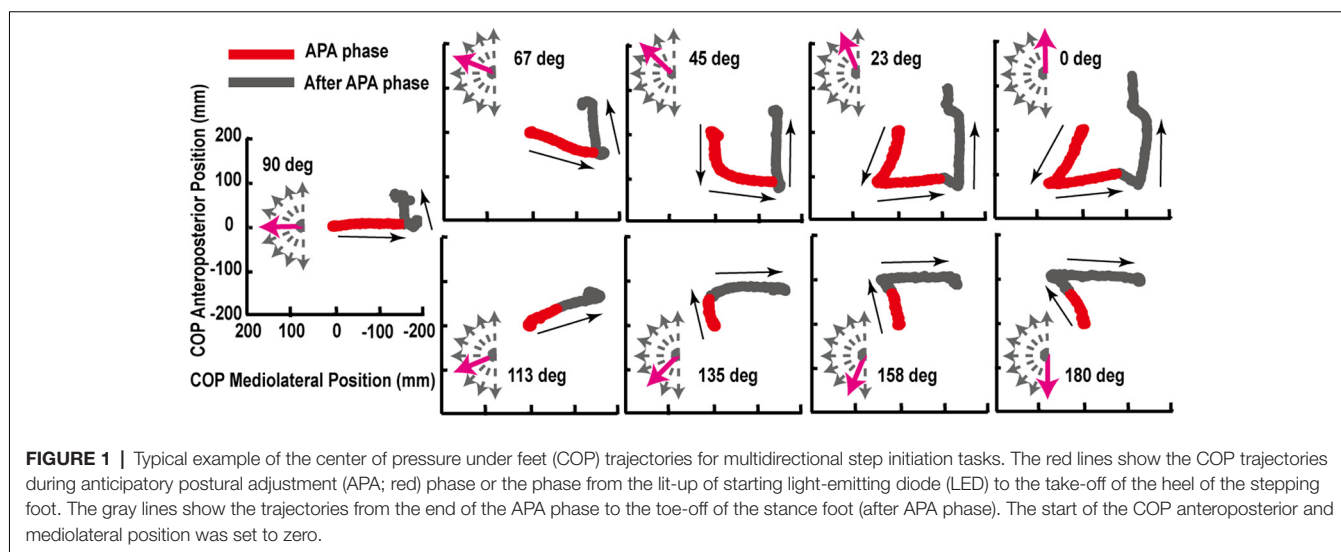 APA phase
After APA phase
67 deg
45 deg
23 deg
0 deg
COP Anteroposterior Position (mm)
200
100
0
-100
-200
90 deg
200 100 0 -100 -200
COP Mediolateral Position (mm)
113 deg
135 deg
158 deg
180 deg
FIGURE 1 | Typical example of the center of pressure under feet (COP) trajectories for multidirectional step initiation tasks. The red lines show the COP trajectories
during anticipatory postural adjustment (APA; red) phase or the phase from the lit-up of starting light-emitting diode (LED) to the take-off of the heel of the stepping
foot. The gray lines show the trajectories from the end of the APA phase to the toe-off of the stance foot (after APA phase). The start of the COP anteroposterior and
mediolateral position was set to zero.